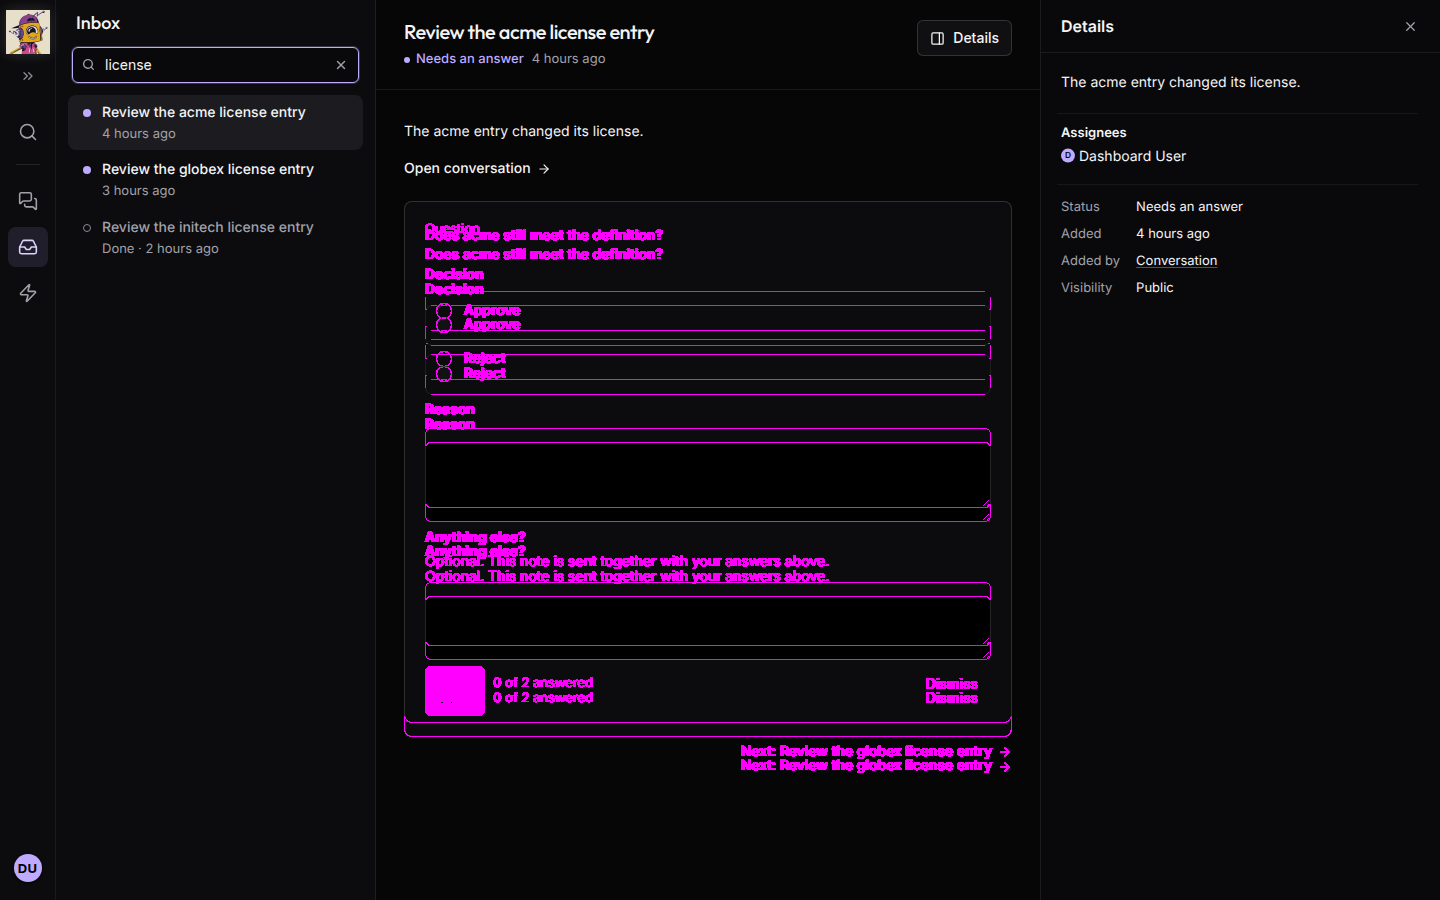 Inbox
license
Review the acme license entry
4 hours ago
Review the globex license entry
3 hours ago
Review the initech license entry
Done · 2 hours ago
DU
Review the acme license entry
Needs an answer 4 hours ago
Details
The acme entry changed its license.
Open conversation →
Question
Does acme still meet the definition?
Does acme still meet the definition?
Decision
Decision
Approve
Approve
Reject
Reject
Reason
Reason
Anything else?
Anything else?
Optional. This note is sent together with your answers above.
Optional. This note is sent together with your answers above.
0 of 2 answered
Dismiss
0 of 2 answered
Dismiss
Next: Review the globex license entry →
Next: Review the globex license entry →
Details
The acme entry changed its license.
Assignees
D Dashboard User
Status Needs an answer
Added 4 hours ago
Added by Conversation
Visibility Public